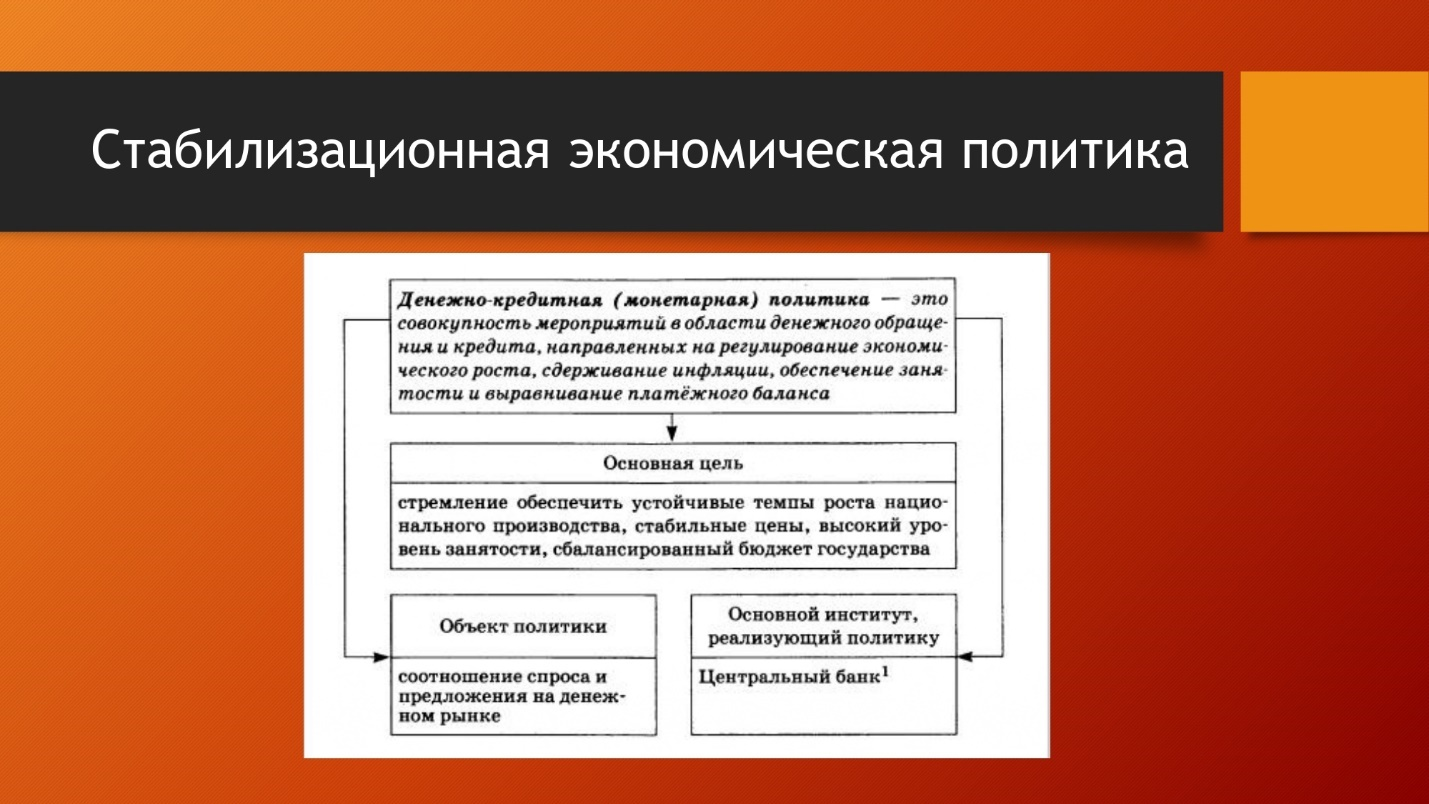 Стабилизационная экономическая политика
Денежно-кредитная (монетарная) политика — это
совокупность мероприятий в области денежного обраще-
ния и кредита, направленных на регулирование экономи-
ческого роста, сдерживание инфляции, обеспечение заня-
тости и выравнивание платёжного баланса
Основная цель
стремление обеспечить устойчивые темпы роста нацио-
нального производства, стабильные цены, высокий уро-
вень занятости, сбалансированный бюджет государства
Объект политики
соотношение спроса и
предложения на денеж-
ном рынке
Основной институт,
реализующий политику
Центральный банк¹